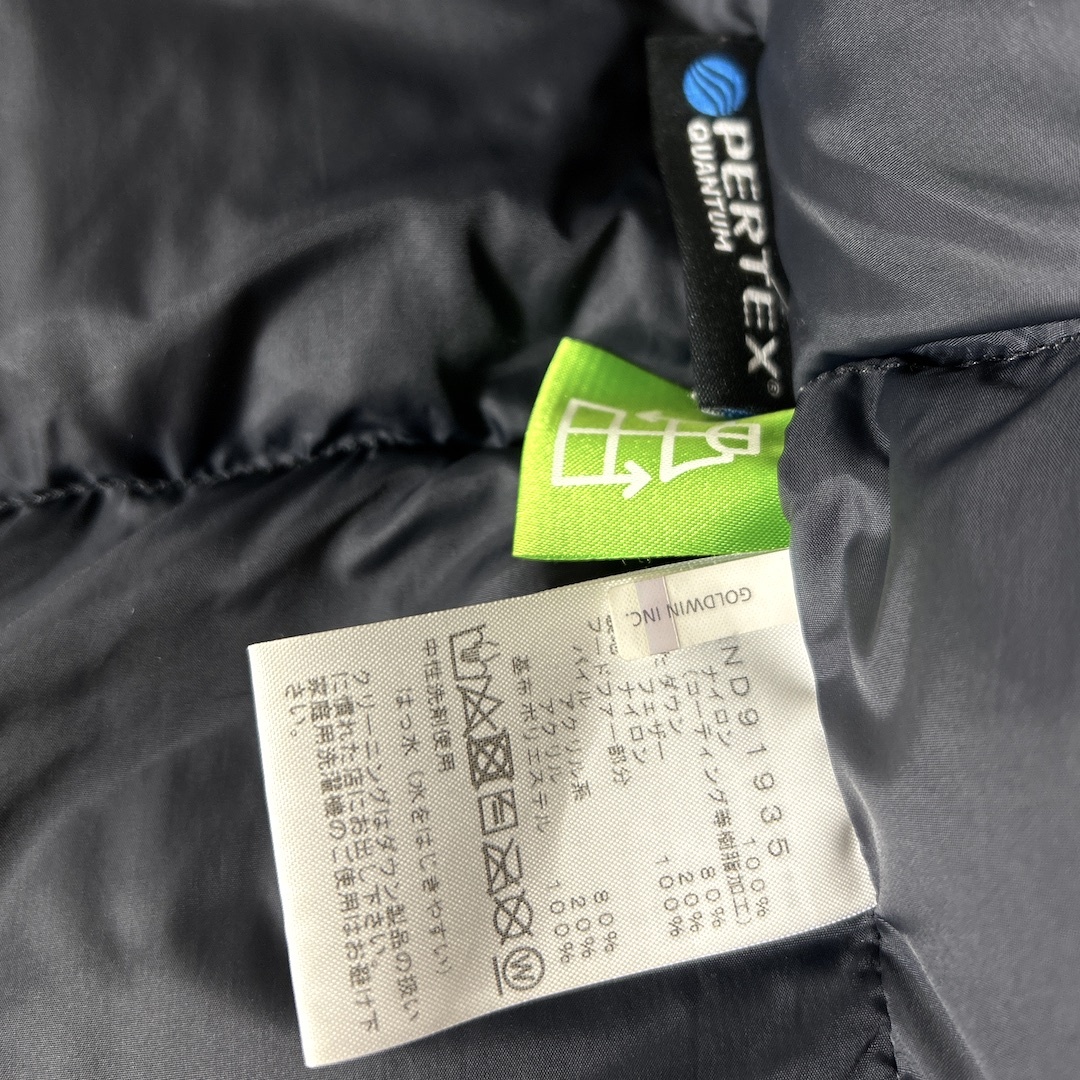 PERTEX®
QUANTUM
GOLDWIN INC.
ND91935
ナイロン 100%
(コーティング等樹脂加工)
ダウン 80%
フェザー 20%
ナイロン 100%
フードファー部分
パイル アクリル系 80%
アクリル 20%
基布 ポリエステル 100%
W
中性洗剤使用
はっ水 (水をはじきやすい)
クリーニングはダウン製品の扱い
に慣れた店にお出し下さい。
家庭用洗濯機のご使用はお避け下
さい。